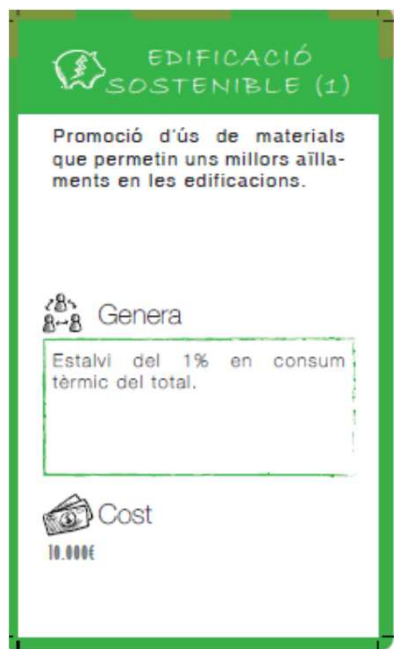 EDIFICACIÓ
SOSTENIBLE (1)
Promoció d'ús de materials
que permetin uns millors aïlla-
ments en les edificacions.
Genera
Estalvi del 1% en consum
tèrmic del total.
Cost
10.000€